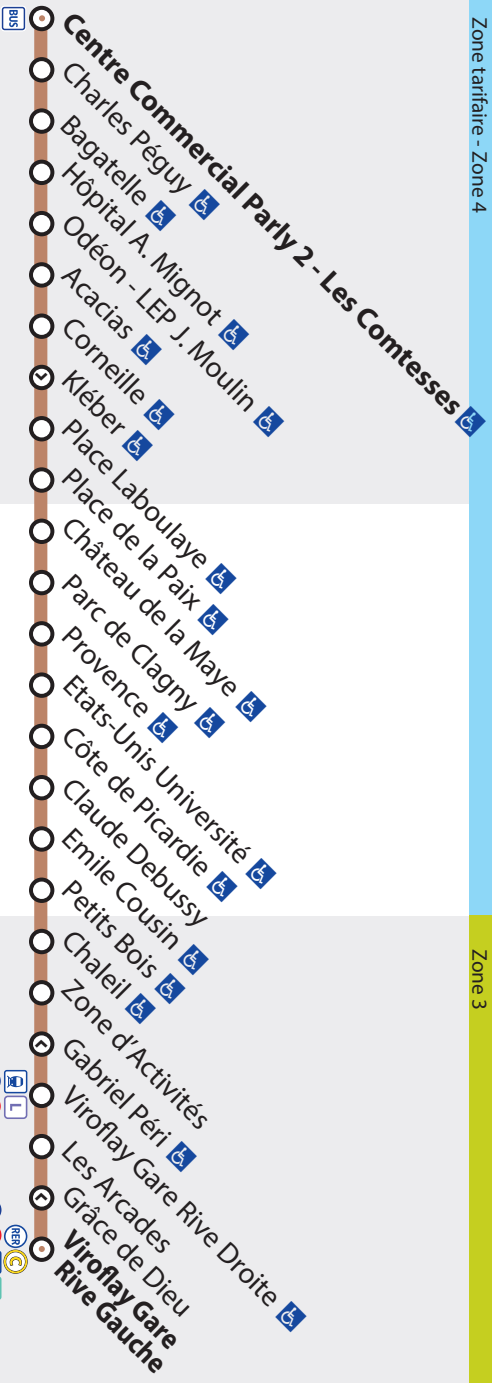 Zone tarifaire - Zone 4
Zone 3
Centre Commercial Parly 2 - Les Comtesses
Charles Péguy
Bagatelle
Hôpital A. Mignot
Odéon - LEP J. Moulin
Acacias
Corneille
Kléber
Place Laboulaye
Place de la Paix
Château de la Maye
Parc de Clagny
Provence
Etats-Unis Université
Côte de Picardie
Claude Debussy
Emile Cousin
Petits Bois
Chaleil
Zone d'Activités
Gabriel Péri
Viroflay Gare Rive Droite
Les Arcades
Grâce de Dieu
Viroflay Gare
Rive Gauche
BUS
L
RER C